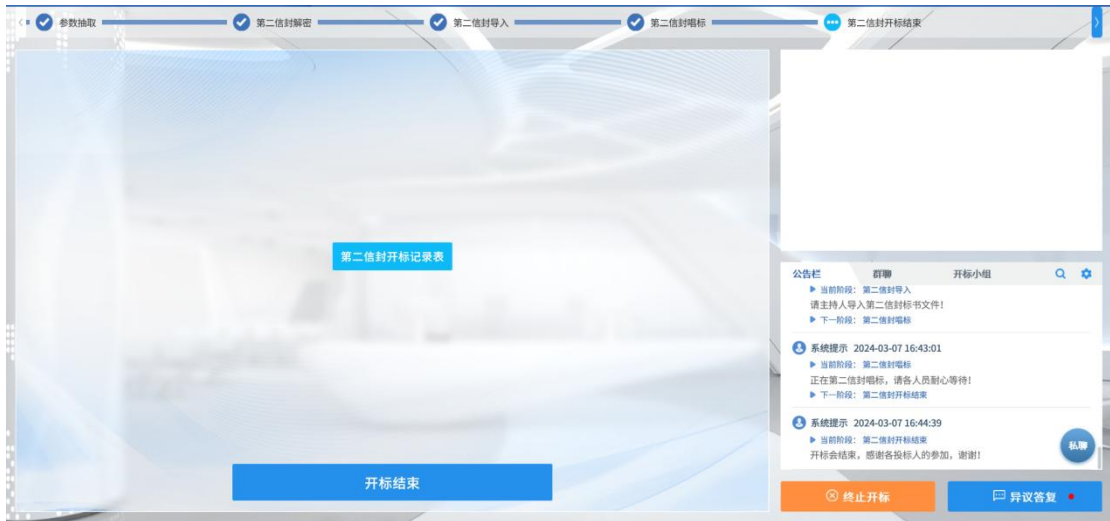 参数抽取
第二信封解密
第二信封导入
第二信封唱标
第二信封开标结束
第二信封开标记录表
开标结束
公告栏 群聊 开标小组
当前阶段：第二信封导入
请主持人导入第二信封标书文件！
下一阶段：第二信封唱标
系统提示 2024-03-07 16:43:01
当前阶段：第二信封唱标
正在第二信封唱标，请各人员耐心等待！
下一阶段：第二信封开标结束
系统提示 2024-03-07 16:44:39
当前阶段：第二信封开标结束
开标会结束，感谢各投标人的参加，谢谢！
私聊
终止开标
异议答复